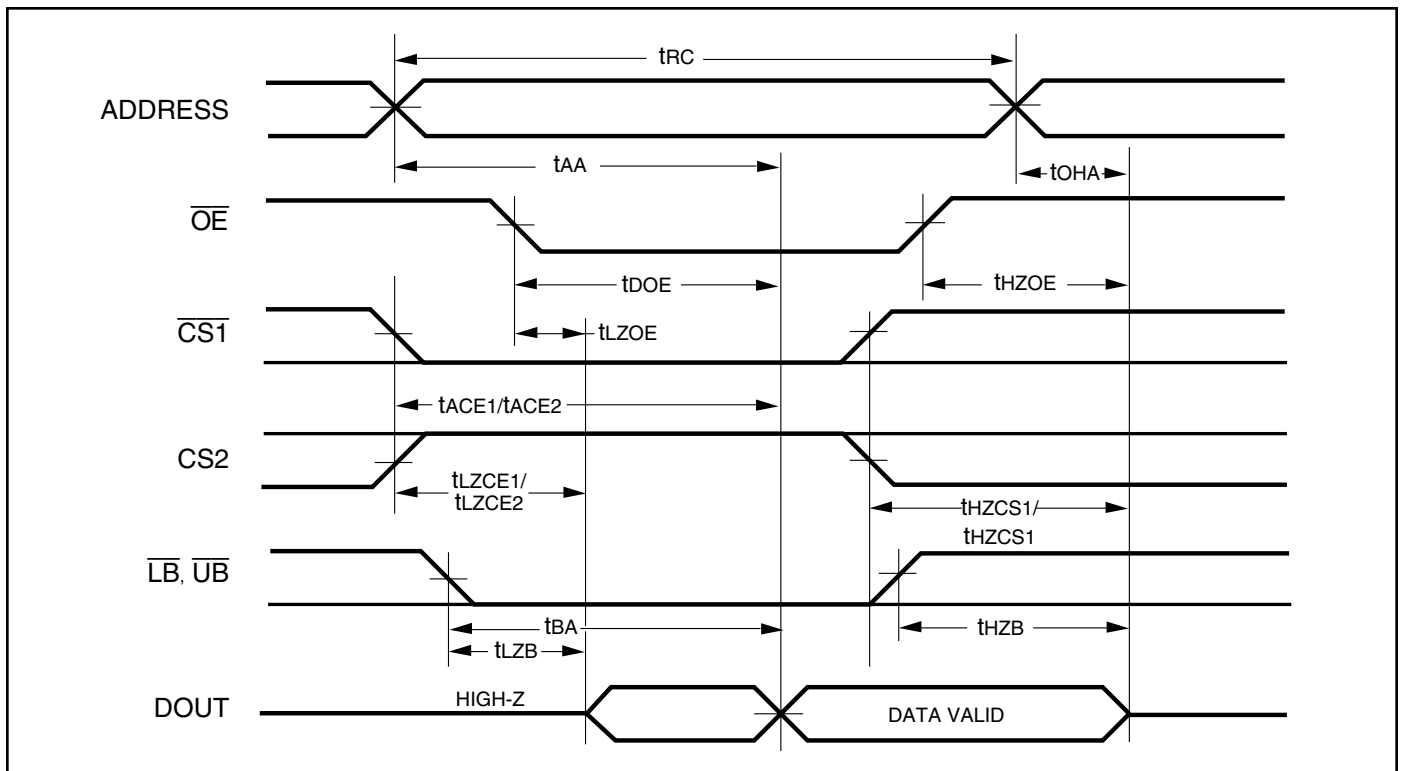 tRC
ADDRESS
tAA
tOHA
OE
tDOE
tHZOE
CS1
tLZOE
tACE1/tACE2
CS2
tLZCE1/
tLZCE2
tHZCS1/
tHZCS1
LB, UB
tBA
tHZB
tLZB
HIGH-Z
DOUT
DATA VALID